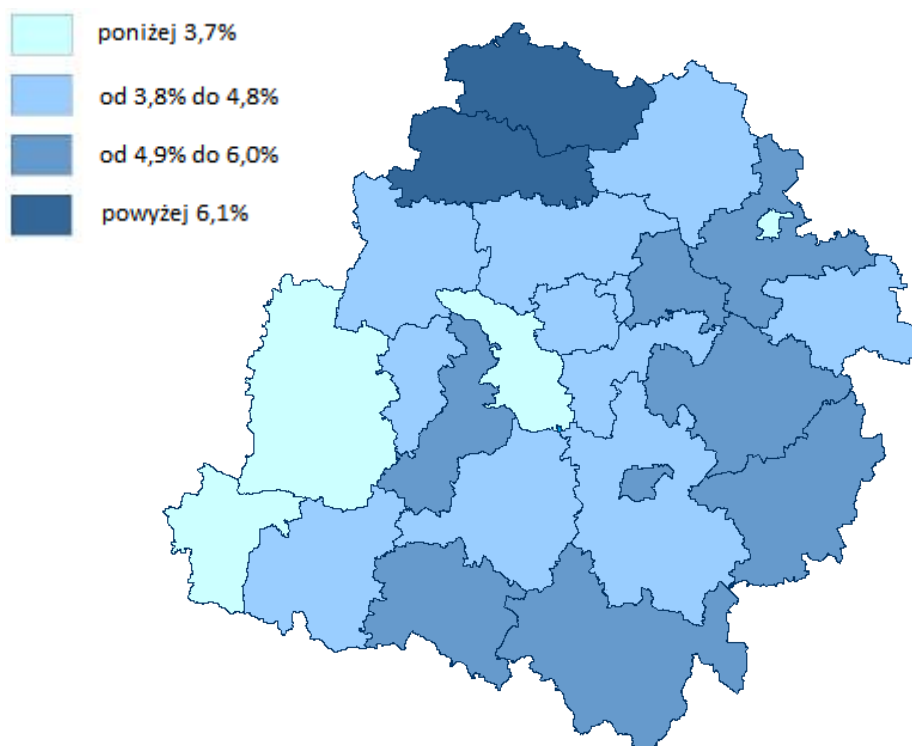 poniżej 3,7%
od 3,8% do 4,8%
od 4,9% do 6,0%
powyżej 6,1%